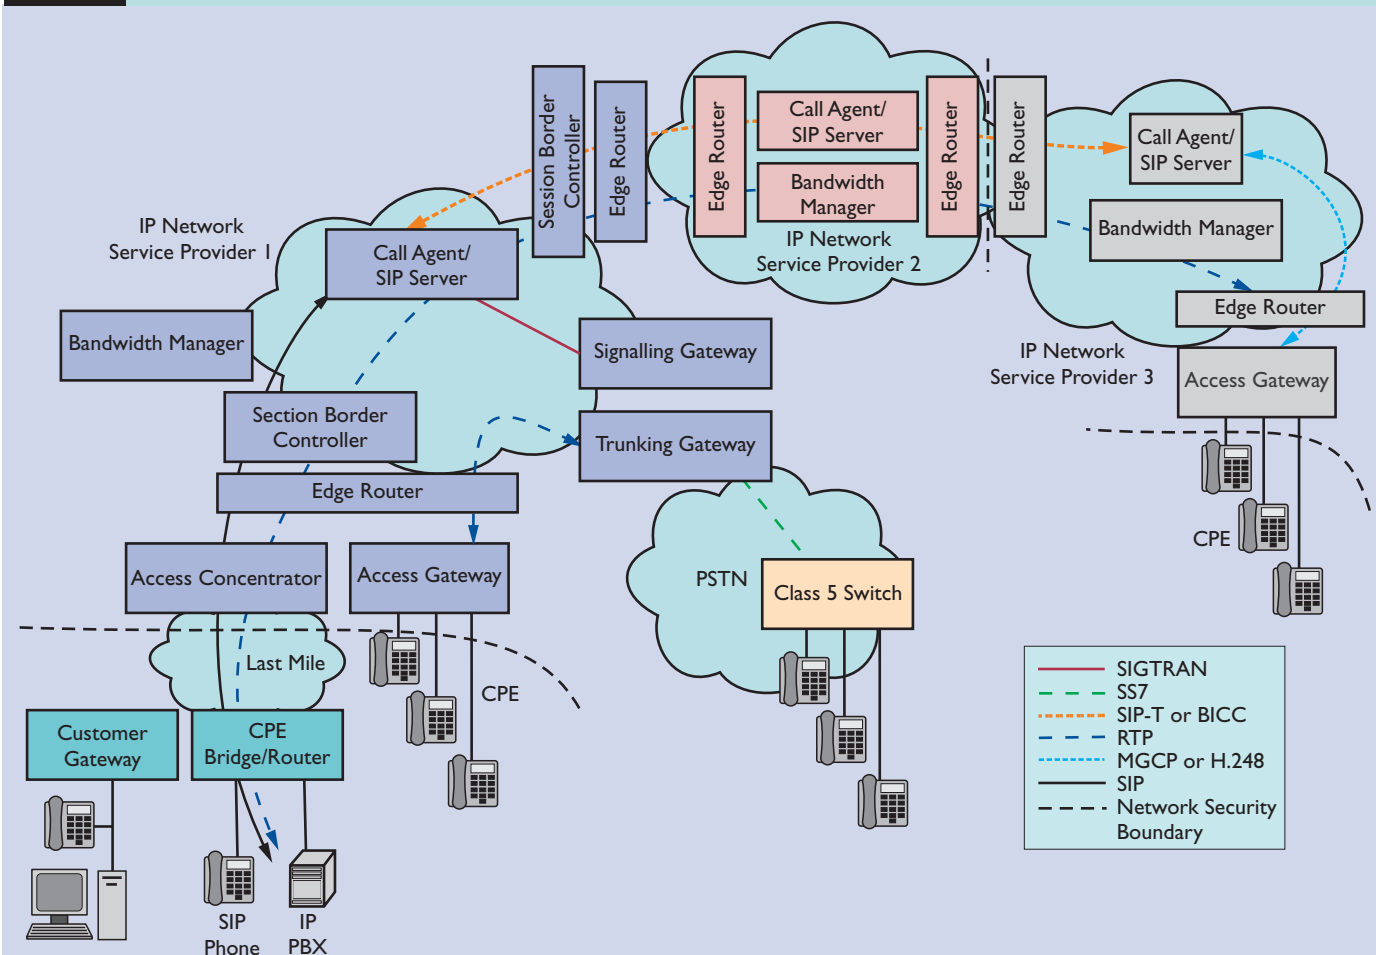 IP Network
Service Provider 1
Call Agent/
SIP Server
Bandwidth Manager
Section Border
Controller
Edge Router
Access Concentrator
Access Gateway
Last Mile
CPE
Customer
Gateway
CPE
Bridge/Router
SIP
Phone
IP
PBX
Signalling Gateway
Trunking Gateway
PSTN
Class 5 Switch
Session Border
Controller
Edge Router
Edge Router
Call Agent/
SIP Server
Bandwidth
Manager
IP Network
Service Provider 2
Edge Router
Edge Router
Call Agent/
SIP Server
Bandwidth Manager
Edge Router
IP Network
Service Provider 3
Access Gateway
CPE
SIGTRAN
SS7
SIP-T or BICC
RTP
MGCP or H.248
SIP
Network Security
Boundary